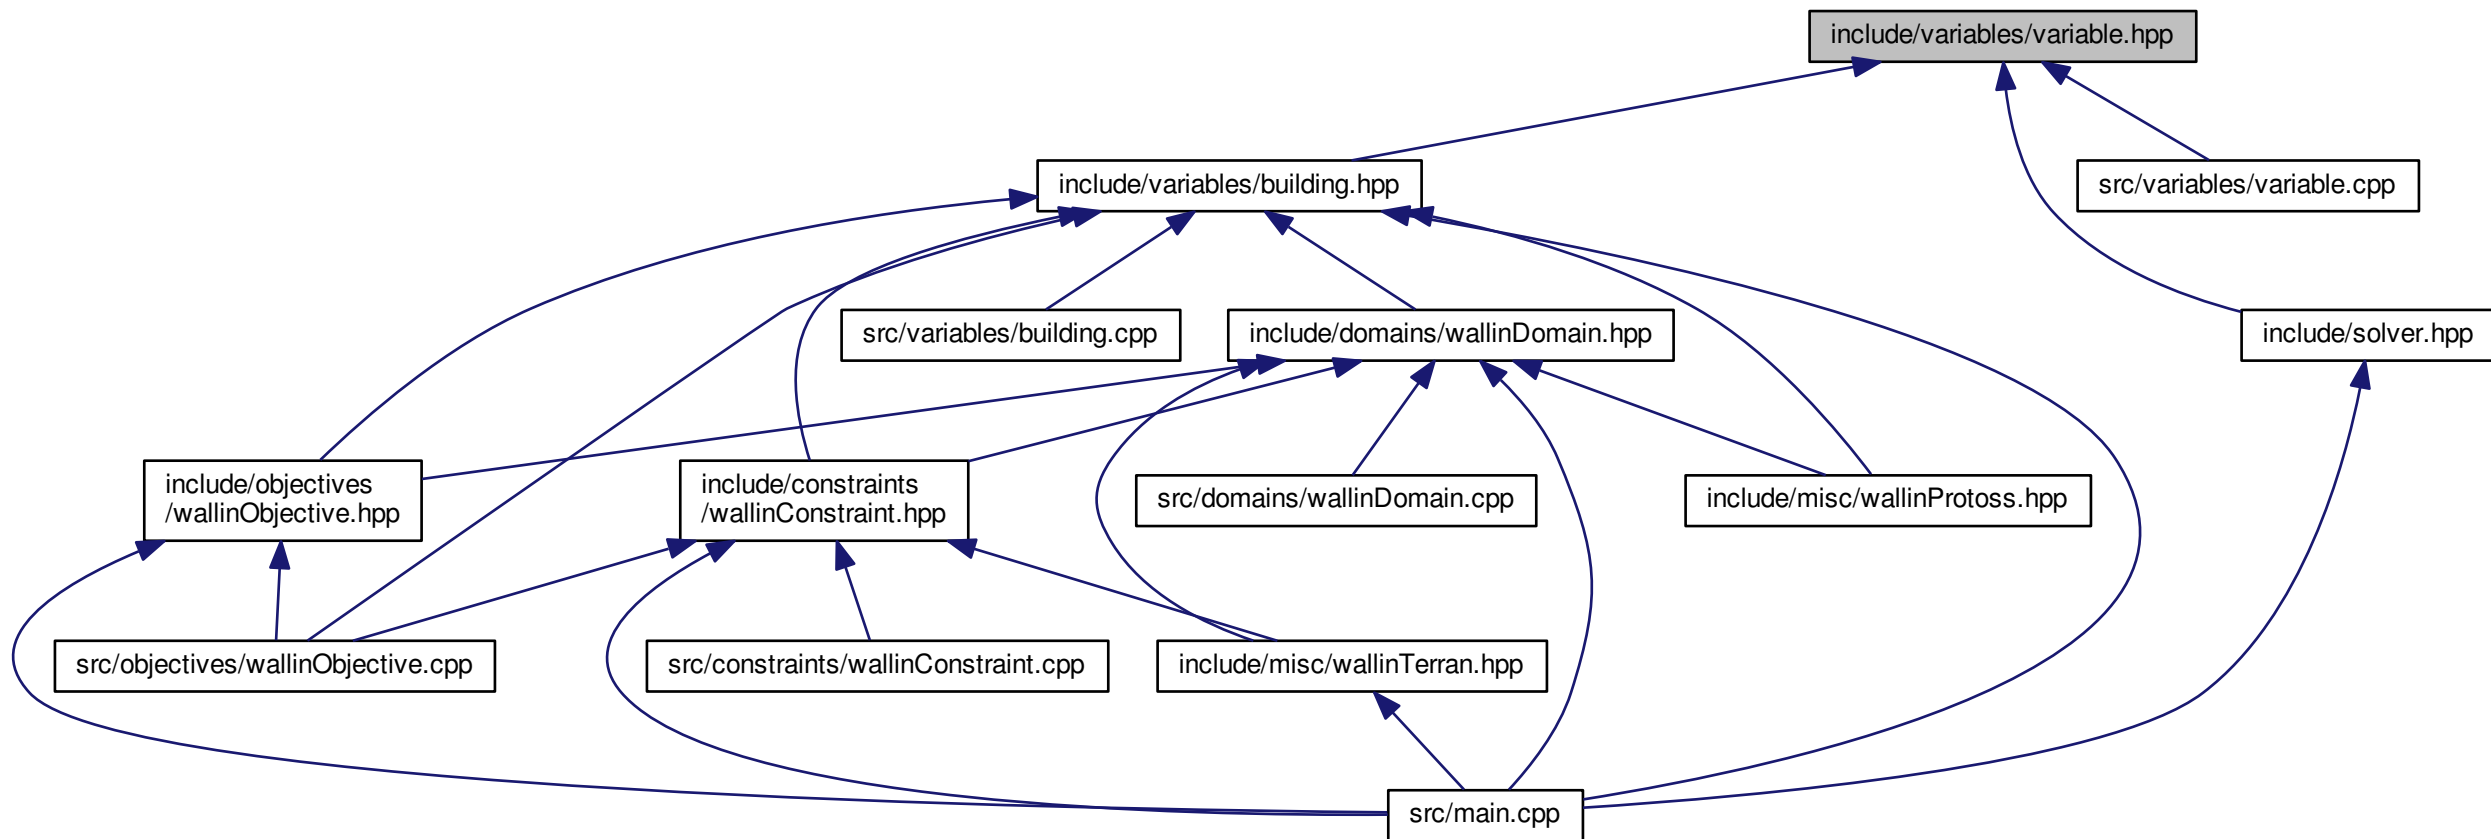 include/variables/variable.hpp
include/variables/building.hpp
src/variables/variable.cpp
src/variables/building.cpp
include/domains/wallinDomain.hpp
include/solver.hpp
include/objectives
/wallinObjective.hpp
include/constraints
/wallinConstraint.hpp
src/domains/wallinDomain.cpp
include/misc/wallinProtoss.hpp
src/objectives/wallinObjective.cpp
src/constraints/wallinConstraint.cpp
include/misc/wallinTerran.hpp
src/main.cpp